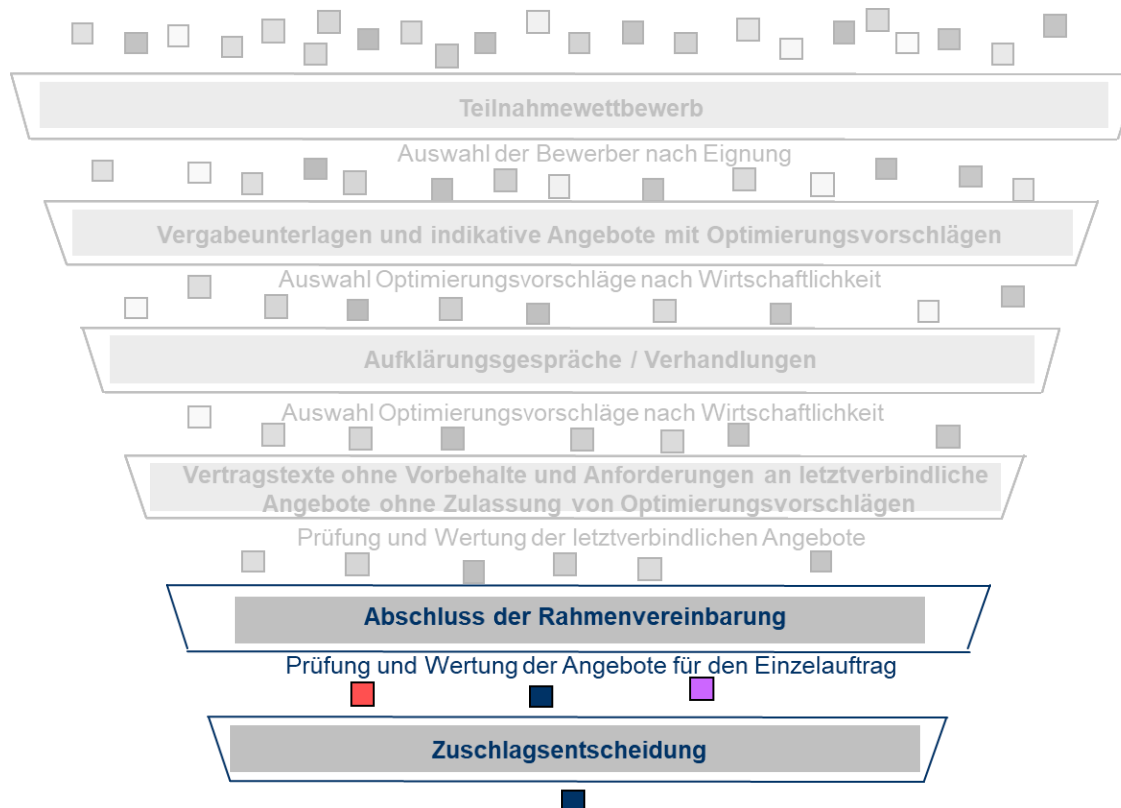 Teilnahmewettbewerb
Auswahl der Bewerber nach Eignung
Vergabeunterlagen und indikative Angebote mit Optimierungsvorschlägen
Auswahl Optimierungsvorschläge nach Wirtschaftlichkeit
Aufklärungsgespräche / Verhandlungen
Auswahl Optimierungsvorschläge nach Wirtschaftlichkeit
Vertragstexte ohne Vorbehalte und Anforderungen an letztverbindliche
Angebote ohne Zulassung von Optimierungsvorschlägen
Prüfung und Wertung der letztverbindlichen Angebote
Abschluss der Rahmenvereinbarung
Prüfung und Wertung der Angebote für den Einzelauftrag
Zuschlagsentscheidung